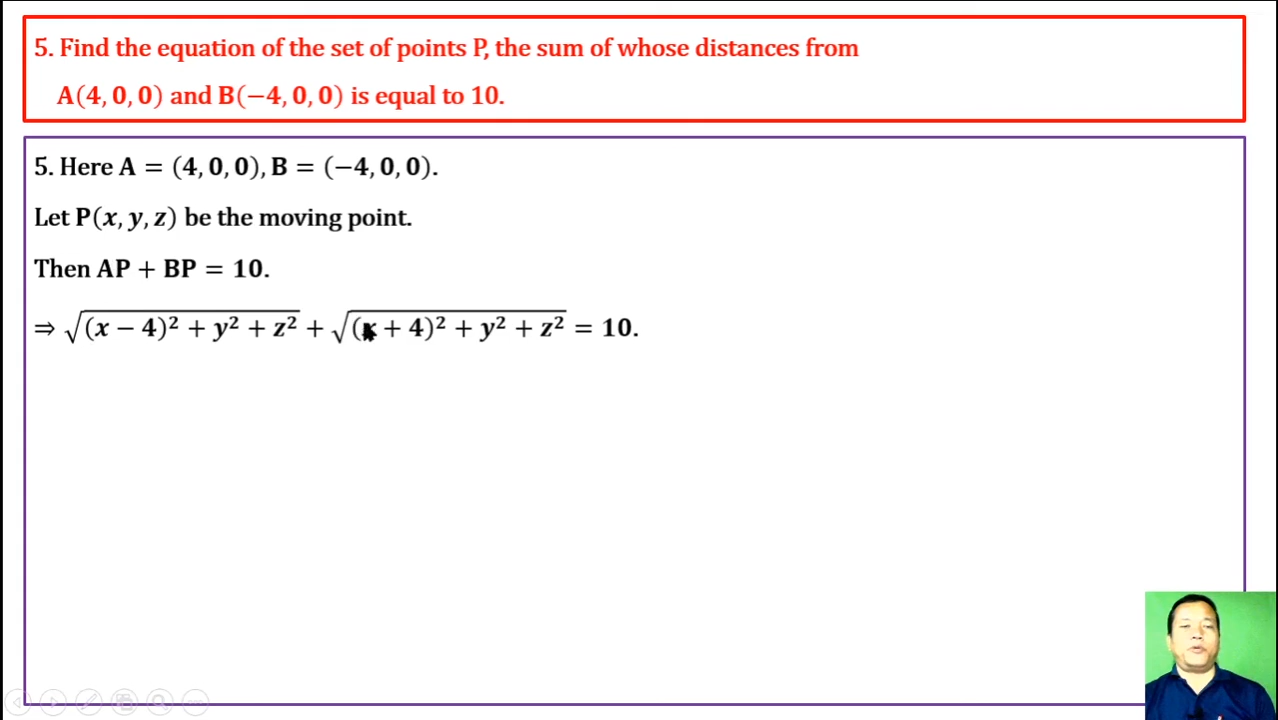 5. Find the equation of the set of points P, the sum of whose distances from
A(4, 0, 0) and B(−4, 0, 0) is equal to 10.
5. Here A = (4, 0, 0), B = (−4, 0, 0).
Let P(x, y, z) be the moving point.
Then AP + BP = 10.
⇒ √(x − 4)² + y² + z² + √(x + 4)² + y² + z² = 10.